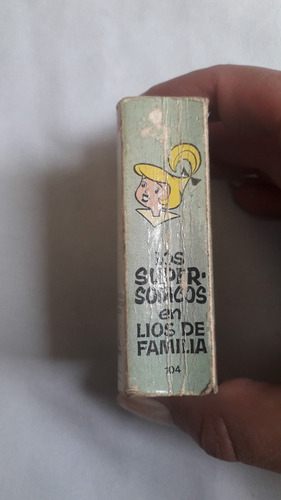 LOS
SUPER-
SONICOS
en
LIOS DE
FAMILIA
104